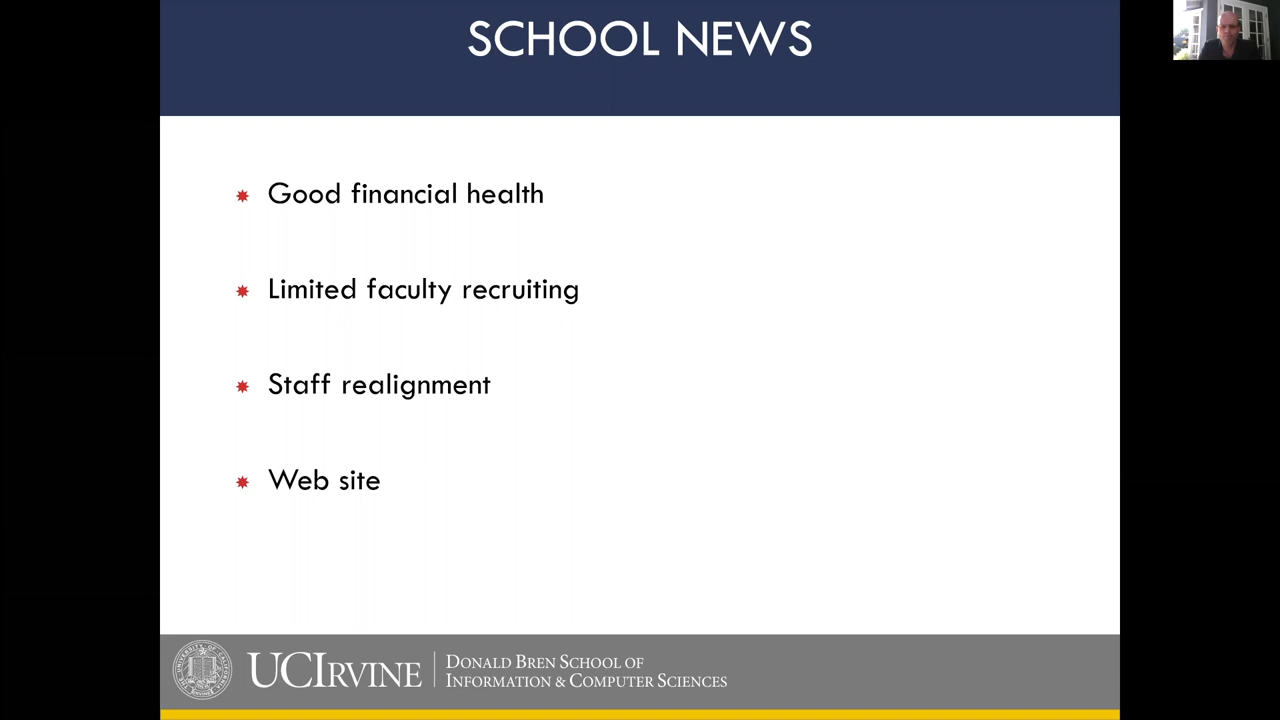 SCHOOL NEWS
Good financial health
Limited faculty recruiting
Staff realignment
Web site
UCIRVINE
DONALD BREN SCHOOL OF
INFORMATION & COMPUTER SCIENCES